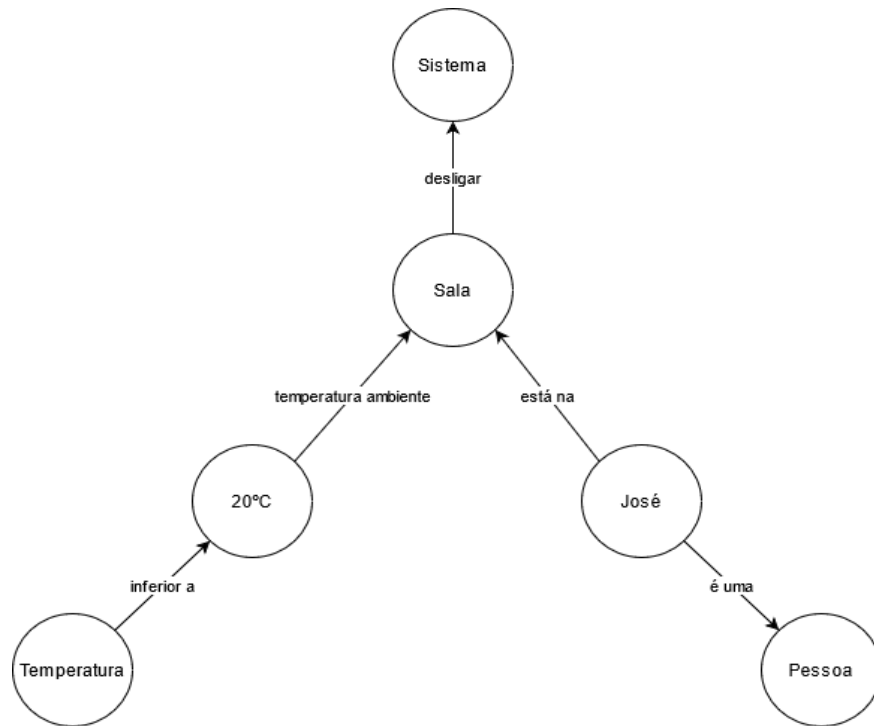 Sistema
desligar
Sala
temperatura ambiente
está na
20ºC
José
inferior a
é uma
Temperatura
Pessoa